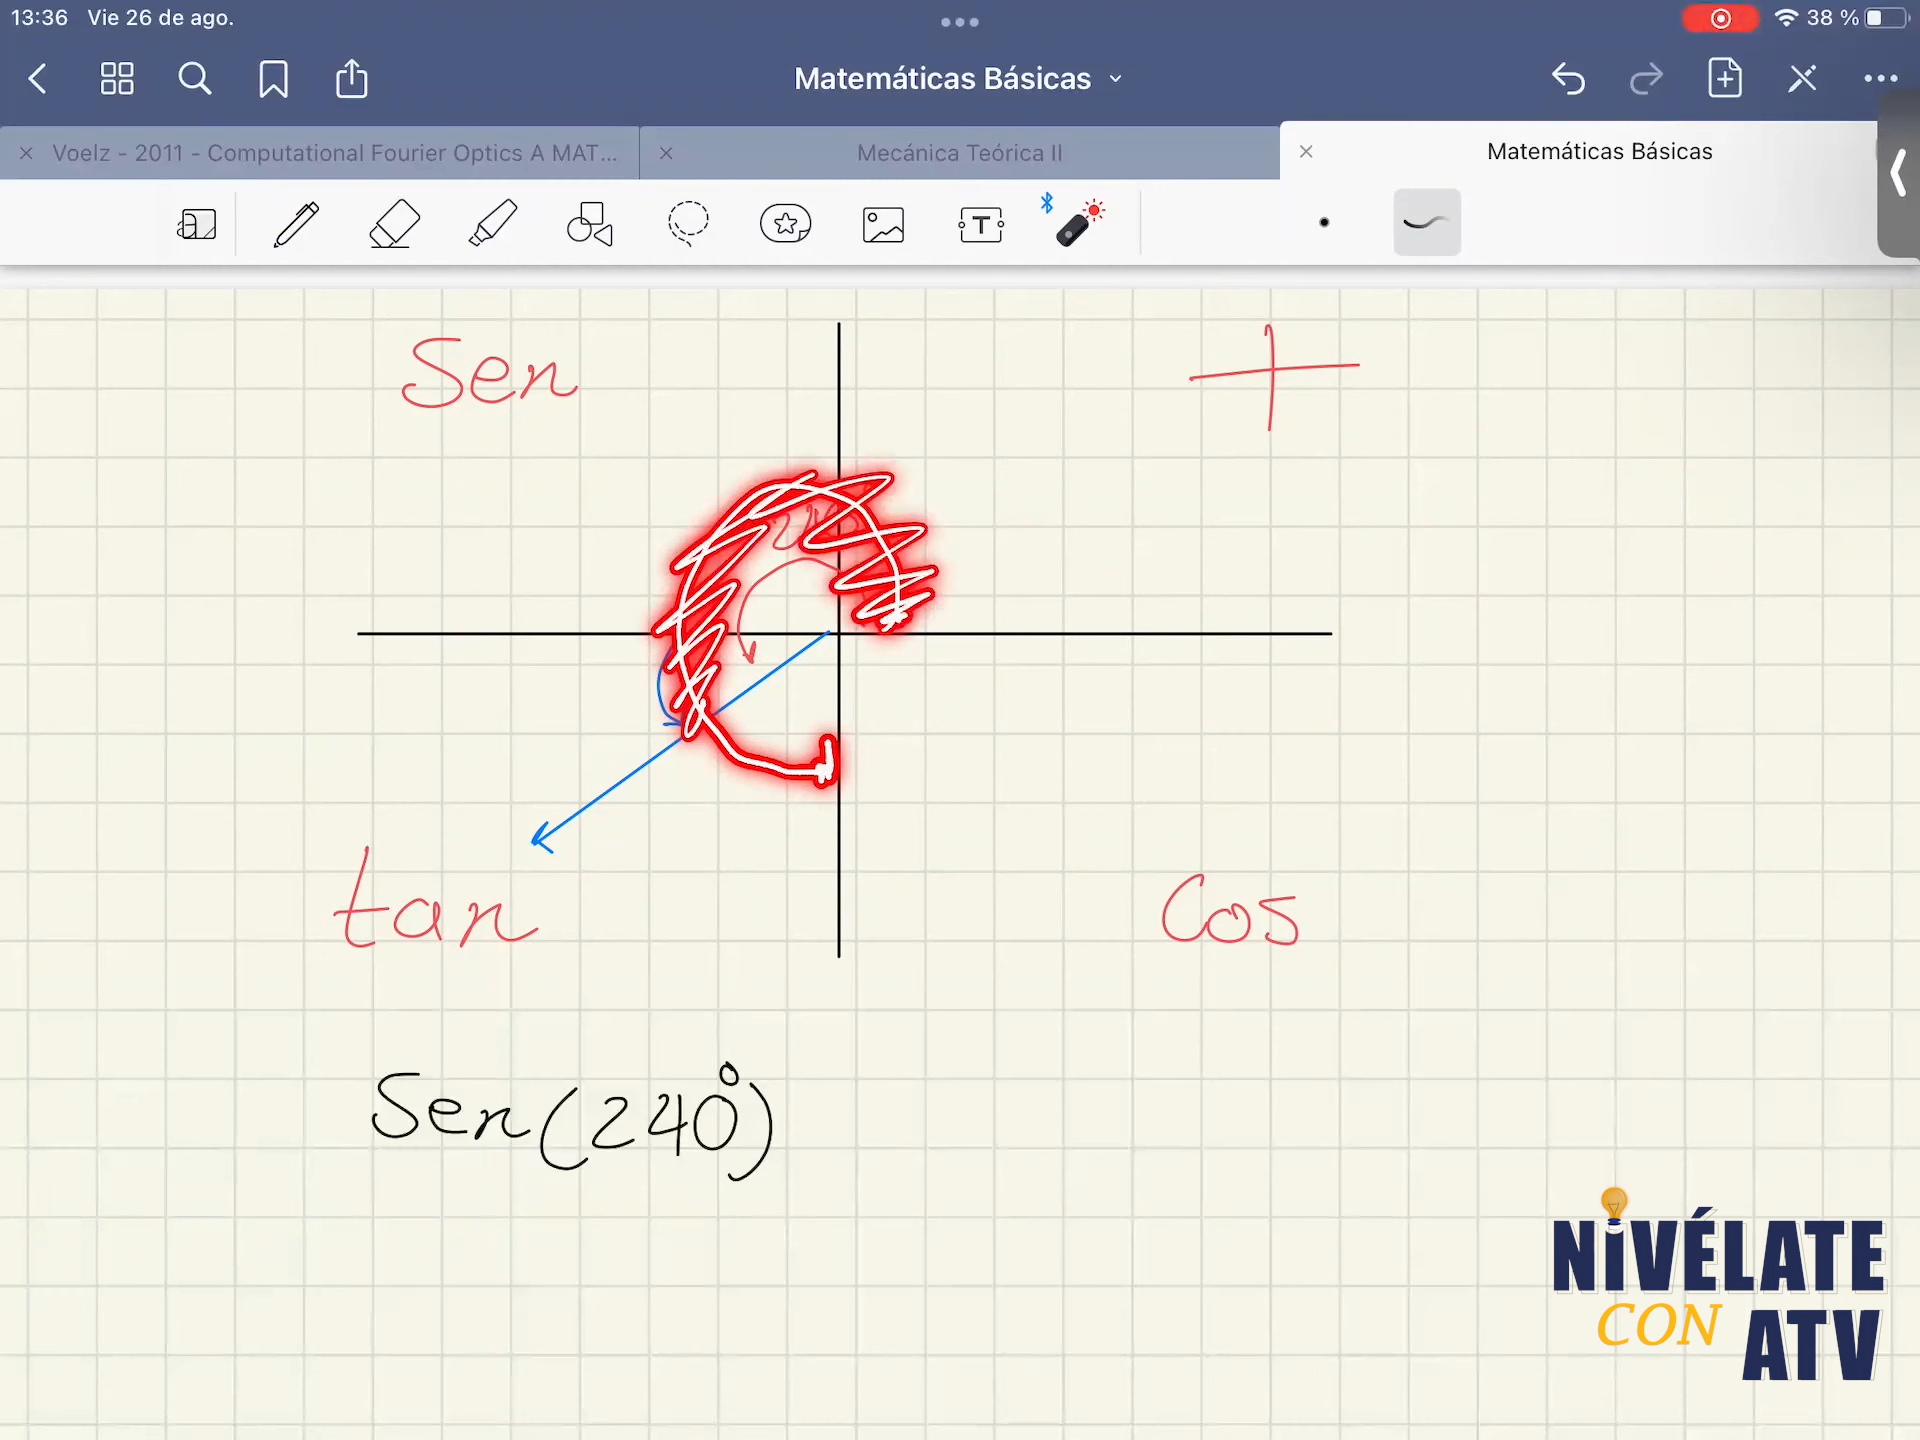 13:36 Vie 26 de ago.
38 %
Matemáticas Básicas
Voelz - 2011 - Computational Fourier Optics A MAT...
Mecánica Teórica II
Matemáticas Básicas
Sen
+
tan
Cos
Sen(240°)
NIVÉLATE
CON
ATV